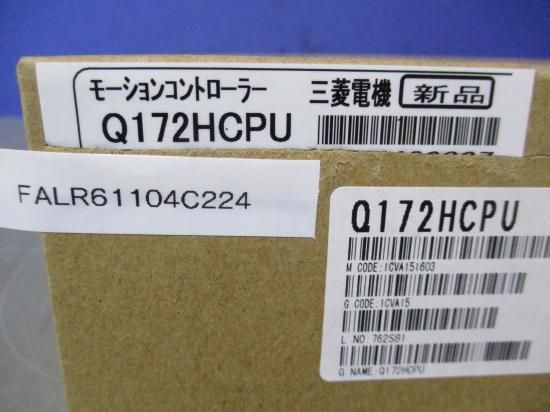 モーションコントローラー 三菱電機 新品
Q172HCPU
FALR61104C224
Q172HCPU
M CODE:1CVA151603
G CODE:1CVA15
L NO:762S81
G NAME:Q172HCPU